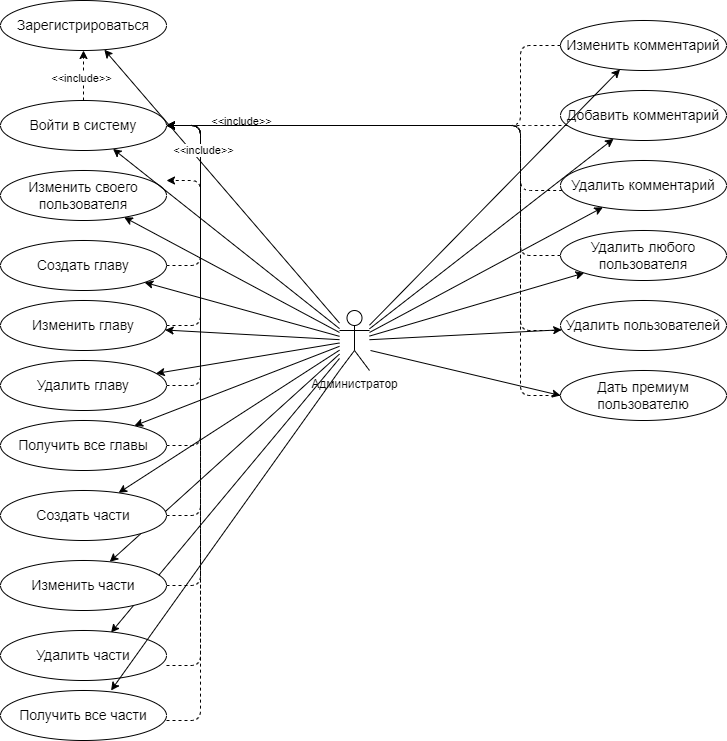 Зарегистрироваться
<<include>>
Войти в систему
<<include>>
<<include>>
Изменить своего
пользователя
Создать главу
Изменить главу
Удалить главу
Получить все главы
Создать части
Изменить части
Удалить части
Получить все части
Администратор
Изменить комментарий
Добавить комментарий
Удалить комментарий
Удалить любого
пользователя
Удалить пользователей
Дать премиум
пользователю